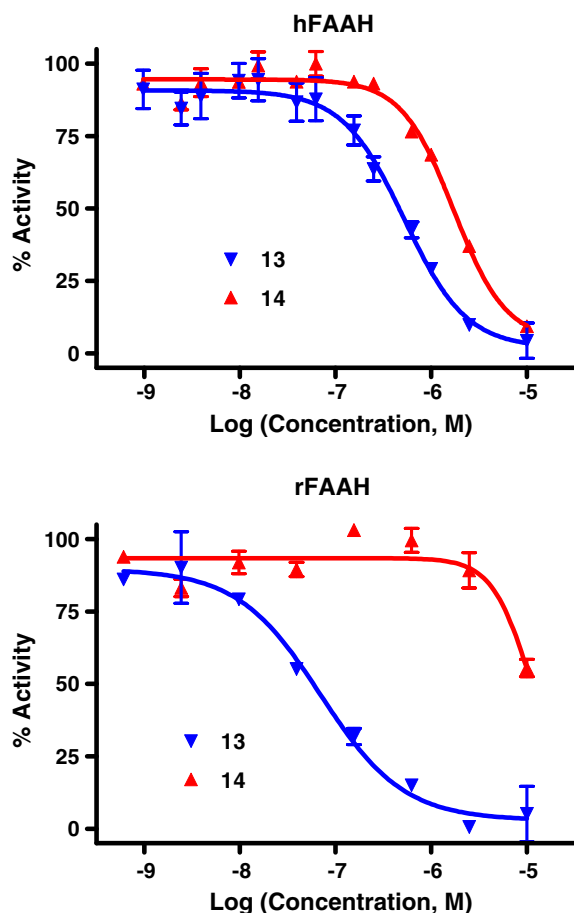 hFAAH
100
75
50
25
0
% Activity
13
14
-9 -8 -7 -6 -5
Log (Concentration, M)
rFAAH
100
75
50
25
0
% Activity
13
14
-9 -8 -7 -6 -5
Log (Concentration, M)